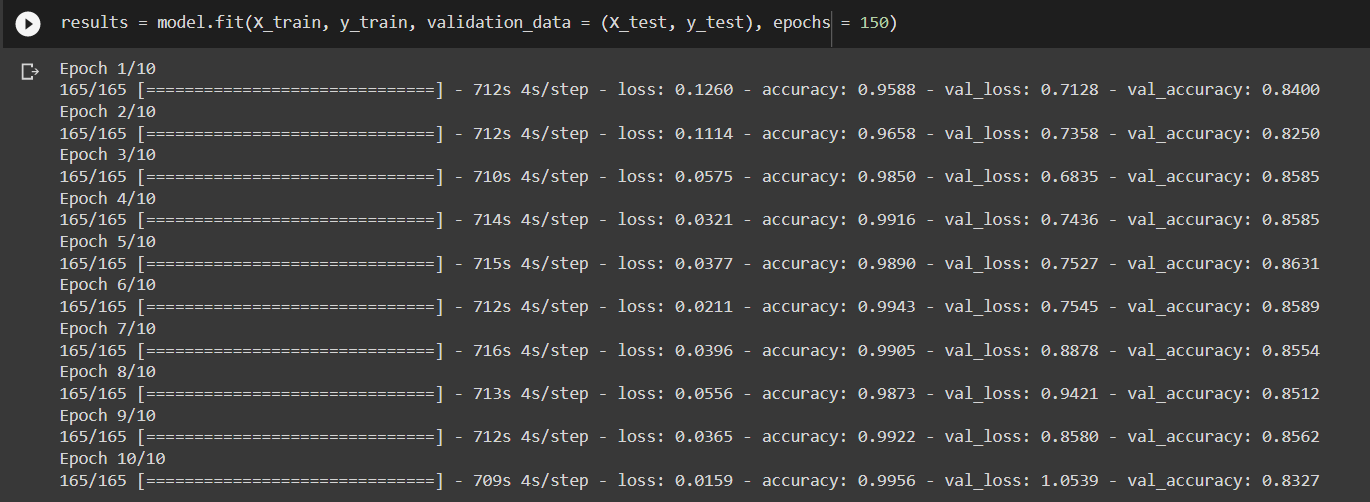 results = model.fit(X_train, y_train, validation_data = (X_test, y_test), epochs = 150)
Epoch 1/10
165/165 [==============================] - 712s 4s/step - loss: 0.1260 - accuracy: 0.9588 - val_loss: 0.7128 - val_accuracy: 0.8400
Epoch 2/10
165/165 [==============================] - 712s 4s/step - loss: 0.1114 - accuracy: 0.9658 - val_loss: 0.7358 - val_accuracy: 0.8250
Epoch 3/10
165/165 [==============================] - 710s 4s/step - loss: 0.0575 - accuracy: 0.9850 - val_loss: 0.6835 - val_accuracy: 0.8585
Epoch 4/10
165/165 [==============================] - 714s 4s/step - loss: 0.0321 - accuracy: 0.9916 - val_loss: 0.7436 - val_accuracy: 0.8585
Epoch 5/10
165/165 [==============================] - 715s 4s/step - loss: 0.0377 - accuracy: 0.9890 - val_loss: 0.7527 - val_accuracy: 0.8631
Epoch 6/10
165/165 [==============================] - 712s 4s/step - loss: 0.0211 - accuracy: 0.9943 - val_loss: 0.7545 - val_accuracy: 0.8589
Epoch 7/10
165/165 [==============================] - 716s 4s/step - loss: 0.0396 - accuracy: 0.9905 - val_loss: 0.8878 - val_accuracy: 0.8554
Epoch 8/10
165/165 [==============================] - 713s 4s/step - loss: 0.0556 - accuracy: 0.9873 - val_loss: 0.9421 - val_accuracy: 0.8512
Epoch 9/10
165/165 [==============================] - 712s 4s/step - loss: 0.0365 - accuracy: 0.9922 - val_loss: 0.8580 - val_accuracy: 0.8562
Epoch 10/10
165/165 [==============================] - 709s 4s/step - loss: 0.0159 - accuracy: 0.9956 - val_loss: 1.0539 - val_accuracy: 0.8327